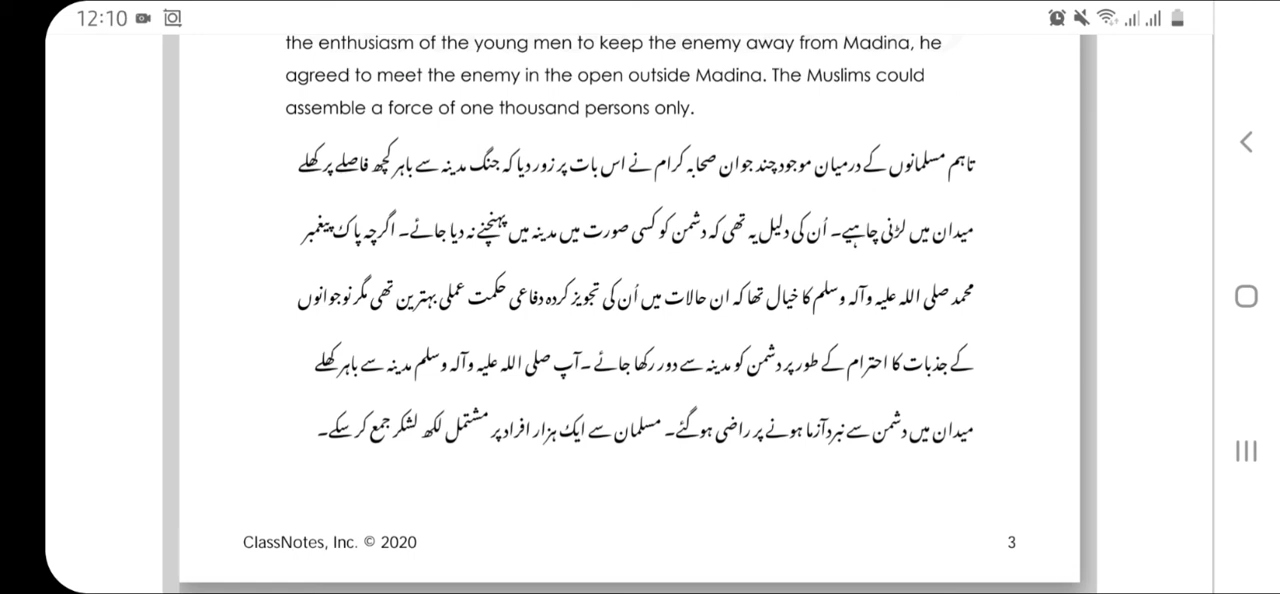 12:10
the enthusiasm of the young men to keep the enemy away from Madina, he
agreed to meet the enemy in the open outside Madina. The Muslims could
assemble a force of one thousand persons only.
تاہم مسلمانوں کے درمیان موجود چند جوان صحابہ کرام نے اس بات پر زور دیا کہ جنگ مدینہ سے باہر کچھ فاصلے پر کھلے
میدان میں لڑنی چاہیے۔ اُن کی دلیل یہ تھی کہ دشمن کو کسی صورت میں مدینہ میں پہنچنے نہ دیا جائے۔ اگرچہ پاک پیغمبر
محمد صلی اللہ علیہ وآلہ وسلم کا خیال تھا کہ ان حالات میں اُن کی تجویز کردہ دفاعی حکمت عملی بہترین تھی مگر نوجوانوں
کے جذبات کا احترام کے طور پر دشمن کو مدینہ سے دور رکھا جائے۔ آپ صلی اللہ علیہ وآلہ وسلم مدینہ سے باہر کھلے
میدان میں دشمن سے نبرد آزما ہونے پر راضی ہوگئے۔ مسلمان سے ایک ہزار افراد پر مشتمل لکھ لشکر جمع کر سکے۔
ClassNotes, Inc. © 2020
3